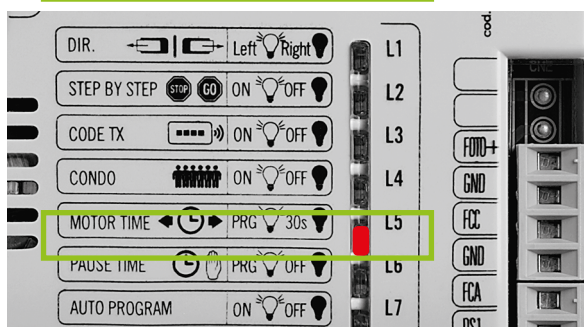 cod.
DIR. Left Right L1
STEP BY STEP STOP GO ON OFF L2
CODE TX ON OFF L3
CONDO ON OFF L4
MOTOR TIME PRG 30s L5
PAUSE TIME PRG OFF L6
AUTO PROGRAM ON OFF L7
CNE
FOTO+
GND
FCC
GND
FCA